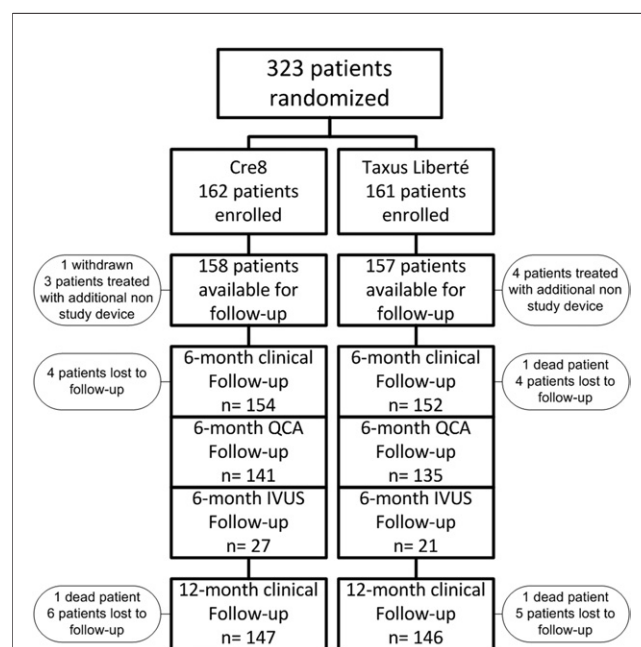 323 patients
randomized
Cre8
162 patients
enrolled
Taxus Liberté
161 patients
enrolled
1 withdrawn
3 patients treated
with additional non
study device
158 patients
available for
follow-up
157 patients
available for
follow-up
4 patients treated
with additional non
study device
4 patients lost to
follow-up
6-month clinical
Follow-up
n= 154
6-month clinical
Follow-up
n= 152
1 dead patient
4 patients lost to
follow-up
6-month QCA
Follow-up
n= 141
6-month QCA
Follow-up
n= 135
6-month IVUS
Follow-up
n= 27
6-month IVUS
Follow-up
n= 21
1 dead patient
6 patients lost to
follow-up
12-month clinical
Follow-up
n= 147
12-month clinical
Follow-up
n= 146
1 dead patient
5 patients lost to
follow-up